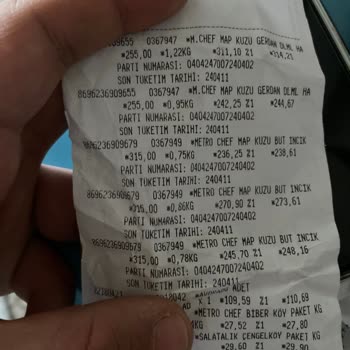 909655 0367947 *M.CHEF MAP KUZU GERDAN DLML HA
*255,00 *1,22KG *311,10 Z1 *314,21
PARTI NUMARASI: 0404247007240402
SON TUKETIM TARIHI: 240411
8696236909655 0367947 *M.CHEF MAP KUZU GERDAN DLML HA
*255,00 *0,95KG *242,25 Z1 *244,67
PARTI NUMARASI: 0404247007240402
SON TUKETIM TARIHI: 240411
8696236909679 0367949 *METRO CHEF MAP KUZU BUT INCIK
*315,00 *0,75KG *236,25 Z1 *238,61
PARTI NUMARASI: 0404247007240402
SON TUKETIM TARIHI: 240411
8696236909679 0367949 *METRO CHEF MAP KUZU BUT INCIK
*315,00 *0,86KG *270,90 Z1 *273,61
PARTI NUMARASI: 0404247007240402
SON TUKETIM TARIHI: 240411
8696236909679 0367949 *METRO CHEF MAP KUZU BUT INCIK
*315,00 *0,78KG *245,70 Z1 *248,16
PARTI NUMARASI: 0404247007240402
SON TUKETIM TARIHI: 240411
ADET
X 1 *109,59 Z1 *110,69
*METRO CHEF BIBER KOY PAKET KG
KG *27,52 Z1 *27,80
*SALATALIK ÇENGELKOY PAKET KG
*29,60 Z1 *29,90